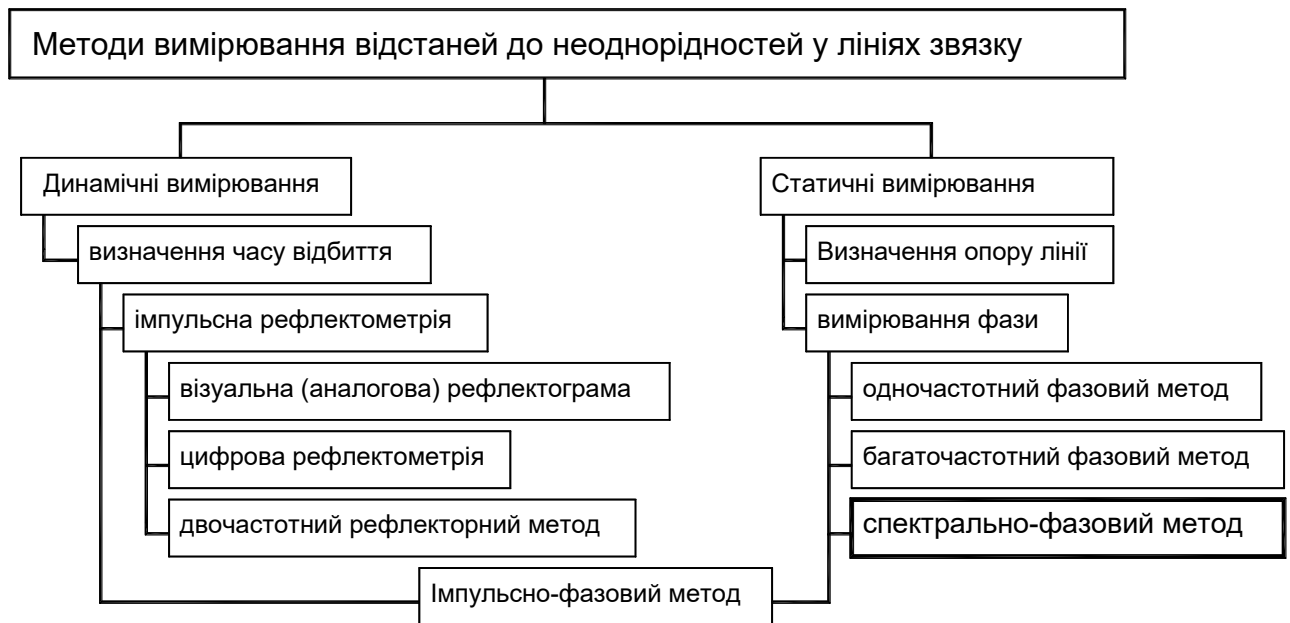 Методи вимірювання відстаней до неоднорідностей у лініях звязку
Динамічні вимірювання
визначення часу відбиття
імпульсна рефлектометрія
візуальна (аналогова) рефлектограма
цифрова рефлектометрія
двочастотний рефлекторний метод
Статичні вимірювання
Визначення опору лінії
вимірювання фази
одночастотний фазовий метод
багаточастотний фазовий метод
спектрально-фазовий метод
Імпульсно-фазовий метод